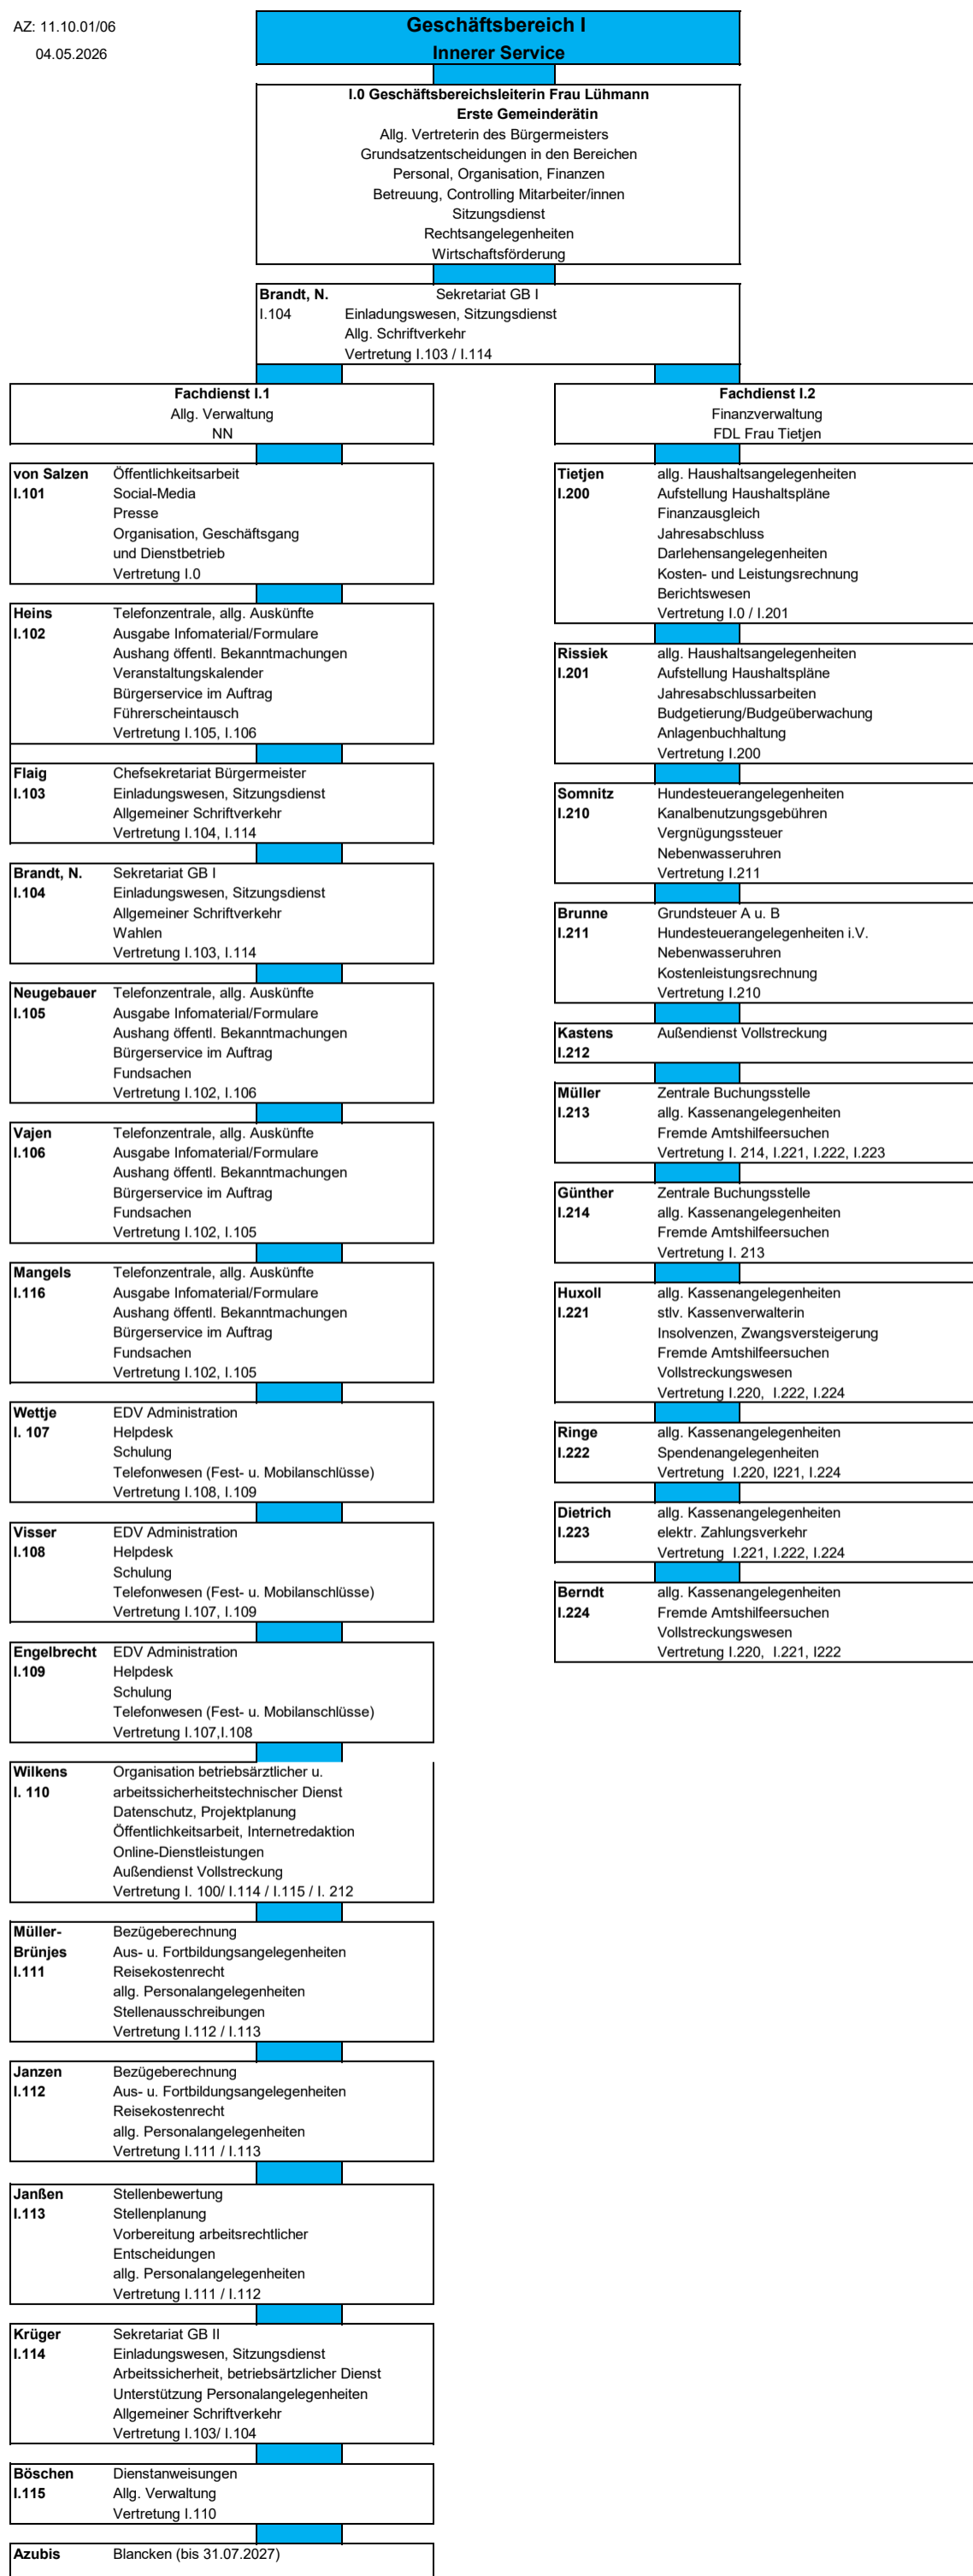 AZ: 11.10.01/06
04.05.2026
Geschäftsbereich I
Innerer Service
I.0 Geschäftsbereichsleiterin Frau Lühmann
Erste Gemeinderätin
Allg. Vertreterin des Bürgermeisters
Grundsatzentscheidungen in den Bereichen
Personal, Organisation, Finanzen
Betreuung, Controlling Mitarbeiter/innen
Sitzungsdienst
Rechtsangelegenheiten
Wirtschaftsförderung
Brandt, N. Sekretariat GB I
I.104 Einladungswesen, Sitzungsdienst
Allg. Schriftverkehr
Vertretung I.103 / I.114
Fachdienst I.1
Allg. Verwaltung
NN
von Salzen Öffentlichkeitsarbeit
I.101 Social-Media
Presse
Organisation, Geschäftsgang
und Dienstbetrieb
Vertretung I.0
Heins Telefonzentrale, allg. Auskünfte
I.102 Ausgabe Infomaterial/Formulare
Aushang öffentl. Bekanntmachungen
Veranstaltungskalender
Bürgerservice im Auftrag
Führerscheintausch
Vertretung I.105, I.106
Flaig Chefsekretariat Bürgermeister
I.103 Einladungswesen, Sitzungsdienst
Allgemeiner Schriftverkehr
Vertretung I.104, I.114
Brandt, N. Sekretariat GB I
I.104 Einladungswesen, Sitzungsdienst
Allgemeiner Schriftverkehr
Wahlen
Vertretung I.103, I.114
Neugebauer Telefonzentrale, allg. Auskünfte
I.105 Ausgabe Infomaterial/Formulare
Aushang öffentl. Bekanntmachungen
Bürgerservice im Auftrag
Fundsachen
Vertretung I.102, I.106
Vajen Telefonzentrale, allg. Auskünfte
I.106 Ausgabe Infomaterial/Formulare
Aushang öffentl. Bekanntmachungen
Bürgerservice im Auftrag
Fundsachen
Vertretung I.102, I.105
Mangels Telefonzentrale, allg. Auskünfte
I.116 Ausgabe Infomaterial/Formulare
Aushang öffentl. Bekanntmachungen
Bürgerservice im Auftrag
Fundsachen
Vertretung I.102, I.105
Wettje EDV Administration
I. 107 Helpdesk
Schulung
Telefonwesen (Fest- u. Mobilanschlüsse)
Vertretung I.108, I.109
Visser EDV Administration
I.108 Helpdesk
Schulung
Telefonwesen (Fest- u. Mobilanschlüsse)
Vertretung I.107, I.109
Engelbrecht EDV Administration
I.109 Helpdesk
Schulung
Telefonwesen (Fest- u. Mobilanschlüsse)
Vertretung I.107,I.108
Wilkens Organisation betriebsärztlicher u.
I. 110 arbeitssicherheitstechnischer Dienst
Datenschutz, Projektplanung
Öffentlichkeitsarbeit, Internetredaktion
Online-Dienstleistungen
Außendienst Vollstreckung
Vertretung I. 100/ I.114 / I.115 / I. 212
Müller- Bezügeberechnung
Brünjes Aus- u. Fortbildungsangelegenheiten
I.111 Reisekostenrecht
allg. Personalangelegenheiten
Stellenausschreibungen
Vertretung I.112 / I.113
Janzen Bezügeberechnung
I.112 Aus- u. Fortbildungsangelegenheiten
Reisekostenrecht
allg. Personalangelegenheiten
Vertretung I.111 / I.113
Janßen Stellenbewertung
I.113 Stellenplanung
Vorbereitung arbeitsrechtlicher
Entscheidungen
allg. Personalangelegenheiten
Vertretung I.111 / I.112
Krüger Sekretariat GB II
I.114 Einladungswesen, Sitzungsdienst
Arbeitssicherheit, betriebsärtzlicher Dienst
Unterstützung Personalangelegenheiten
Allgemeiner Schriftverkehr
Vertretung I.103/ I.104
Böschen Dienstanweisungen
I.115 Allg. Verwaltung
Vertretung I.110
Azubis Blancken (bis 31.07.2027)
Fachdienst I.2
Finanzverwaltung
FDL Frau Tietjen
Tietjen allg. Haushaltsangelegenheiten
I.200 Aufstellung Haushaltspläne
Finanzausgleich
Jahresabschluss
Darlehensangelegenheiten
Kosten- und Leistungsrechnung
Berichtswesen
Vertretung I.0 / I.201
Rissiek allg. Haushaltsangelegenheiten
I.201 Aufstellung Haushaltspläne
Jahresabschlussarbeiten
Budgetierung/Budgeüberwachung
Anlagenbuchhaltung
Vertretung I.200
Somnitz Hundesteuerangelegenheiten
I.210 Kanalbenutzungsgebühren
Vergnügungssteuer
Nebenwasseruhren
Vertretung I.211
Brunne Grundsteuer A u. B
I.211 Hundesteuerangelegenheiten i.V.
Nebenwasseruhren
Kostenleistungsrechnung
Vertretung I.210
Kastens Außendienst Vollstreckung
I.212
Müller Zentrale Buchungsstelle
I.213 allg. Kassenangelegenheiten
Fremde Amtshilfeersuchen
Vertretung I. 214, I.221, I.222, I.223
Günther Zentrale Buchungsstelle
I.214 allg. Kassenangelegenheiten
Fremde Amtshilfeersuchen
Vertretung I. 213
Huxoll allg. Kassenangelegenheiten
I.221 stlv. Kassenverwalterin
Insolvenzen, Zwangsversteigerung
Fremde Amtshilfeersuchen
Vollstreckungswesen
Vertretung I.220, I.222, I.224
Ringe allg. Kassenangelegenheiten
I.222 Spendenangelegenheiten
Vertretung I.220, I221, I.224
Dietrich allg. Kassenangelegenheiten
I.223 elektr. Zahlungsverkehr
Vertretung I.221, I.222, I.224
Berndt allg. Kassenangelegenheiten
I.224 Fremde Amtshilfeersuchen
Vollstreckungswesen
Vertretung I.220, I.221, I222